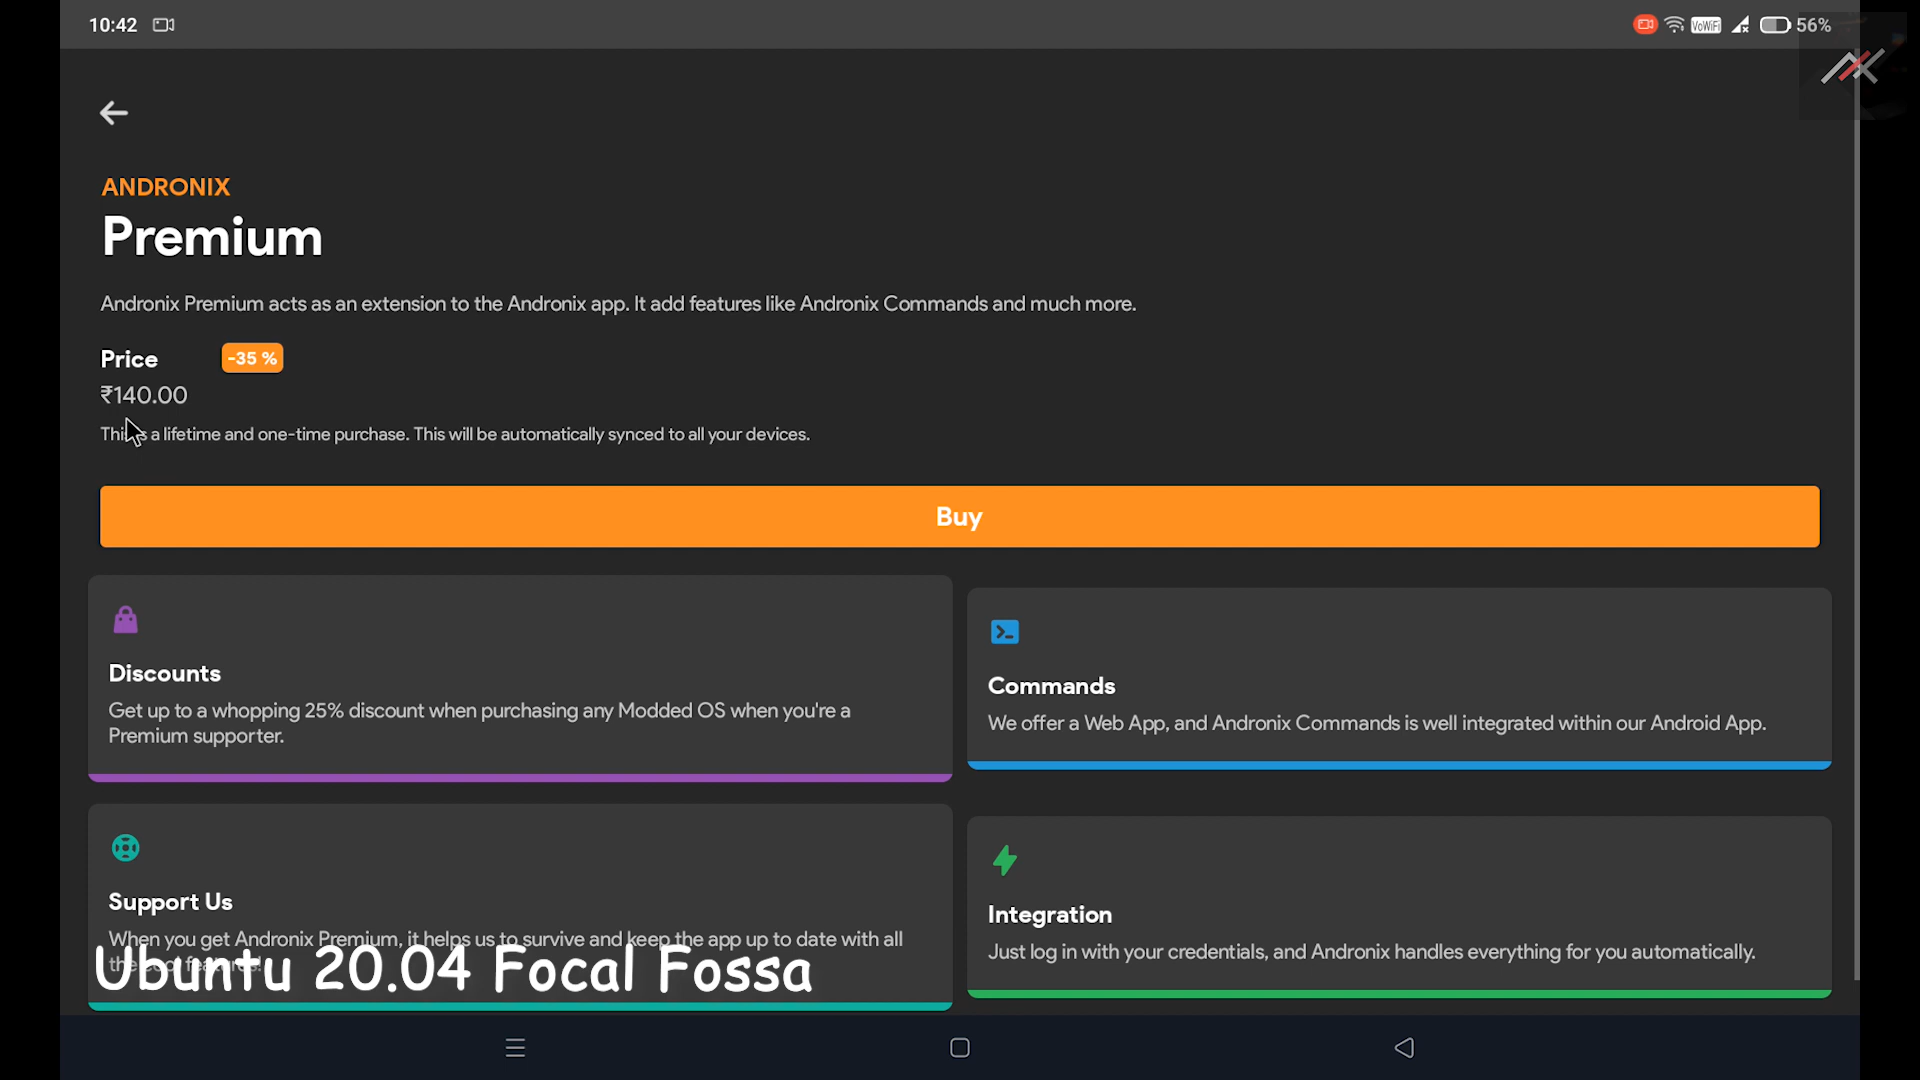 10:42
VoWiFi
56%
ANDRONIX
Premium
Andronix Premium acts as an extension to the Andronix app. It add features like Andronix Commands and much more.
Price
-35 %
₹140.00
This is a lifetime and one-time purchase. This will be automatically synced to all your devices.
Buy
Discounts
Get up to a whopping 25% discount when purchasing any Modded OS when you're a
Premium supporter.
Commands
We offer a Web App, and Andronix Commands is well integrated within our Android App.
Support Us
When you get Andronix Premium, it helps us to survive and keep the app up to date with all
the cool features!
Integration
Just log in with your credentials, and Andronix handles everything for you automatically.
Ubuntu 20.04 Focal Fossa